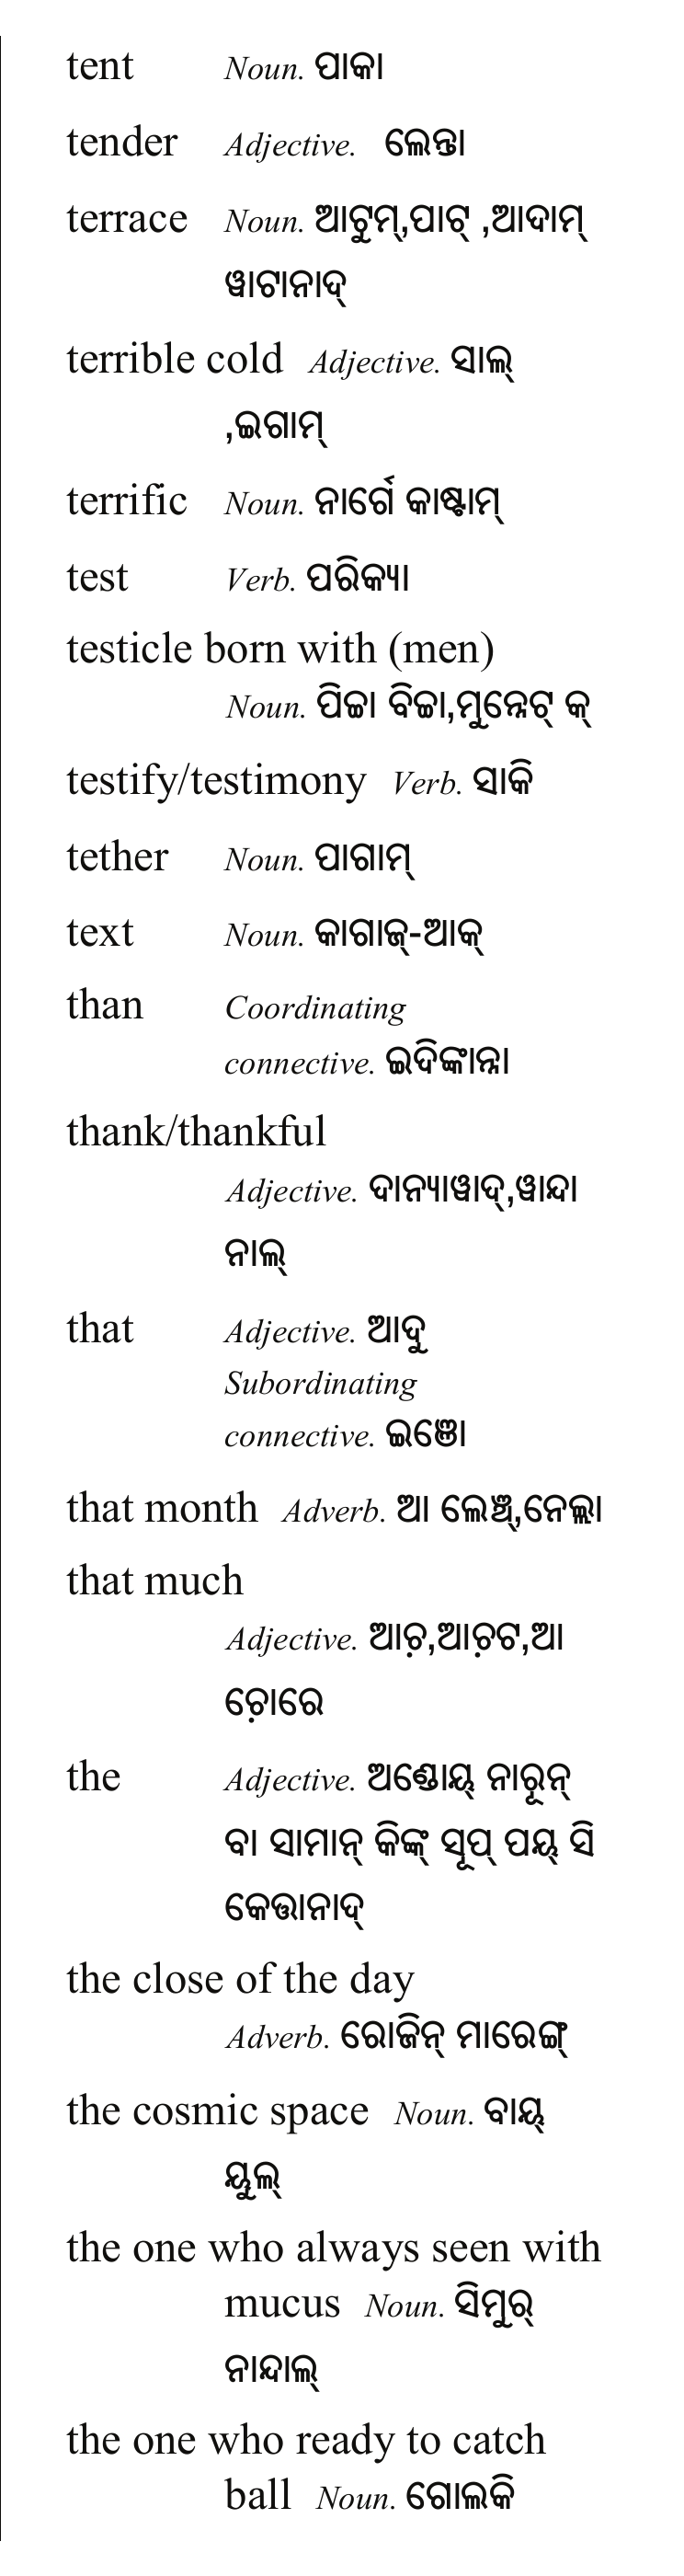 tent Noun. ପାକା
tender Adjective. ଲେନ୍ତା
terrace Noun. ଆଟୁମ୍,ପାଟ୍ ,ଆଦାମ୍
ୱାଟାନାଦ୍
terrible cold Adjective. ସାଲ୍
,ଇଗାମ୍
terrific Noun. ନାର୍ଗେ କାଷ୍ଟାମ୍
test Verb. ପରିକ୍ୟା
testicle born with (men)
Noun. ପିଚ୍ଚା ବିଚ୍ଚା,ମୁନ୍ନେଟ୍ କ୍
testify/testimony Verb. ସାକି
tether Noun. ପାଗାମ୍
text Noun. କାଗାଜ୍-ଆକ୍
than Coordinating
connective. ଇଦିଙ୍କାନ୍ନା
thank/thankful
Adjective. ଦାନ୍ୟାୱାଦ୍,ୱାନ୍ଦା
ନାଲ୍
that Adjective. ଆଦୁ
Subordinating
connective. ଇଞ୍ଜୋ
that month Adverb. ଆ ଲେଞ୍ଜ୍,ନେଲ୍ଲା
that much
Adjective. ଆଚ଼,ଆଚ଼ଟ,ଆ
ଚ଼ୋରେ
the Adjective. ଅଣ୍ଡୋୟ୍ ନାରୂନ୍
ବା ସାମାନ୍ କିଙ୍କ୍ ସୂପ୍ ପୟ୍ ସି
କେତ୍ତାନାଦ୍
the close of the day
Adverb. ରୋଜିନ୍ ମାରେଙ୍ଗ୍
the cosmic space Noun. ବାୟ୍
ୟୁଲ୍
the one who always seen with
mucus Noun. ସିମୁର୍
ନାନ୍ଦାଲ୍
the one who ready to catch
ball Noun. ଗୋଲକି